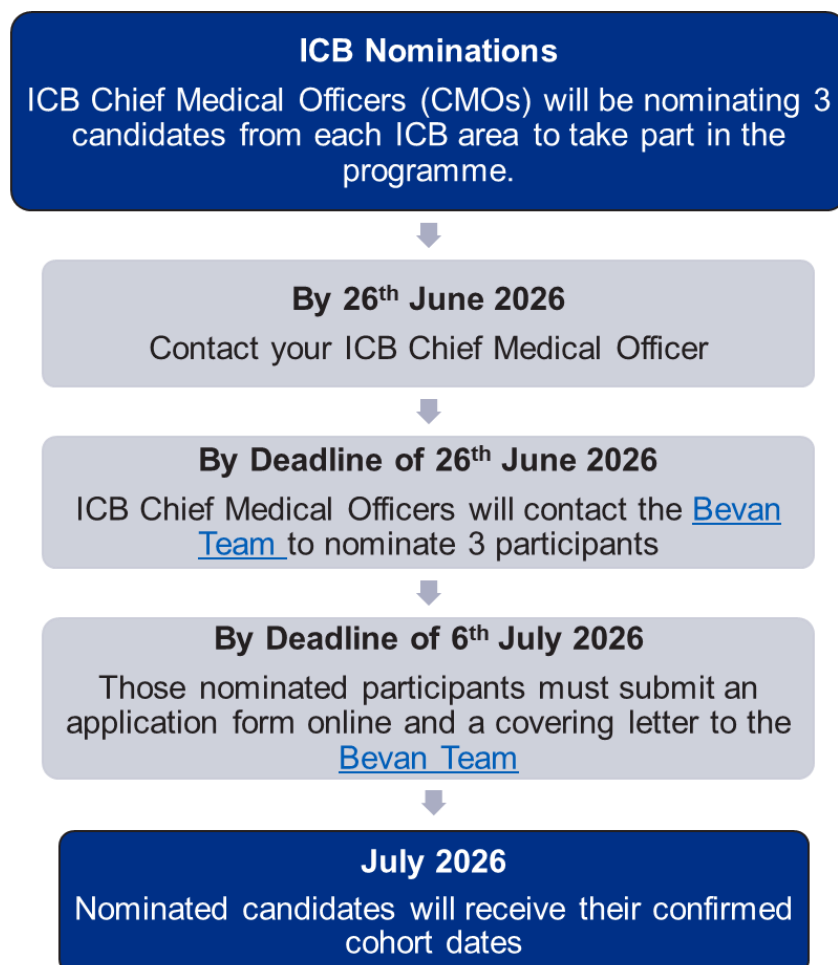 ICB Nominations
ICB Chief Medical Officers (CMOs) will be nominating 3
candidates from each ICB area to take part in the
programme.
By 26th June 2026
Contact your ICB Chief Medical Officer
By Deadline of 26th June 2026
ICB Chief Medical Officers will contact the Bevan
Team to nominate 3 participants
By Deadline of 6th July 2026
Those nominated participants must submit an
application form online and a covering letter to the
Bevan Team
July 2026
Nominated candidates will receive their confirmed
cohort dates